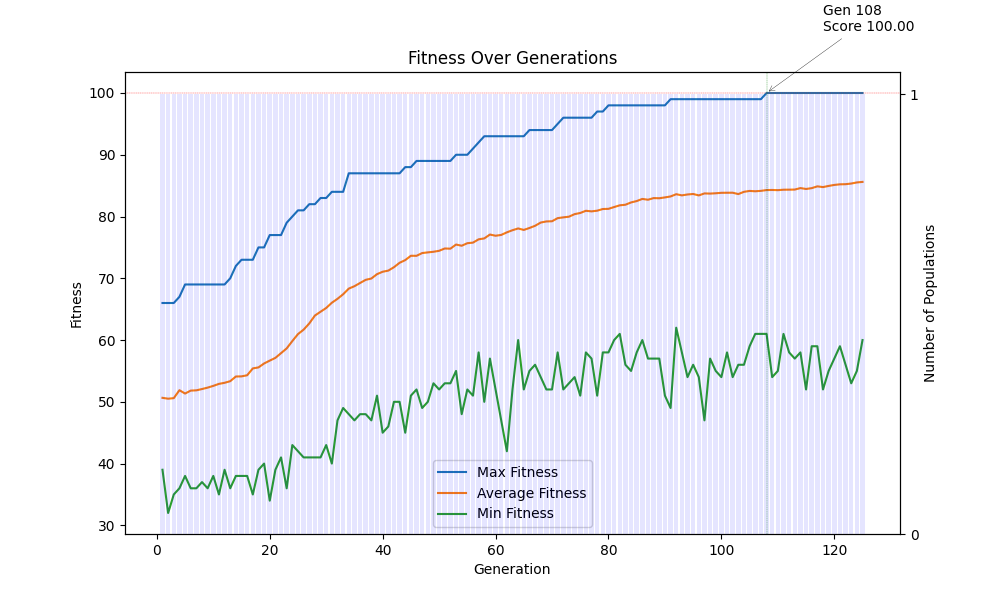 Gen 108
Score 100.00
Fitness Over Generations
Fitness
100
90
80
70
60
50
40
30
1
0
Number of Populations
Max Fitness
Average Fitness
Min Fitness
0 20 40 60 80 100 120
Generation